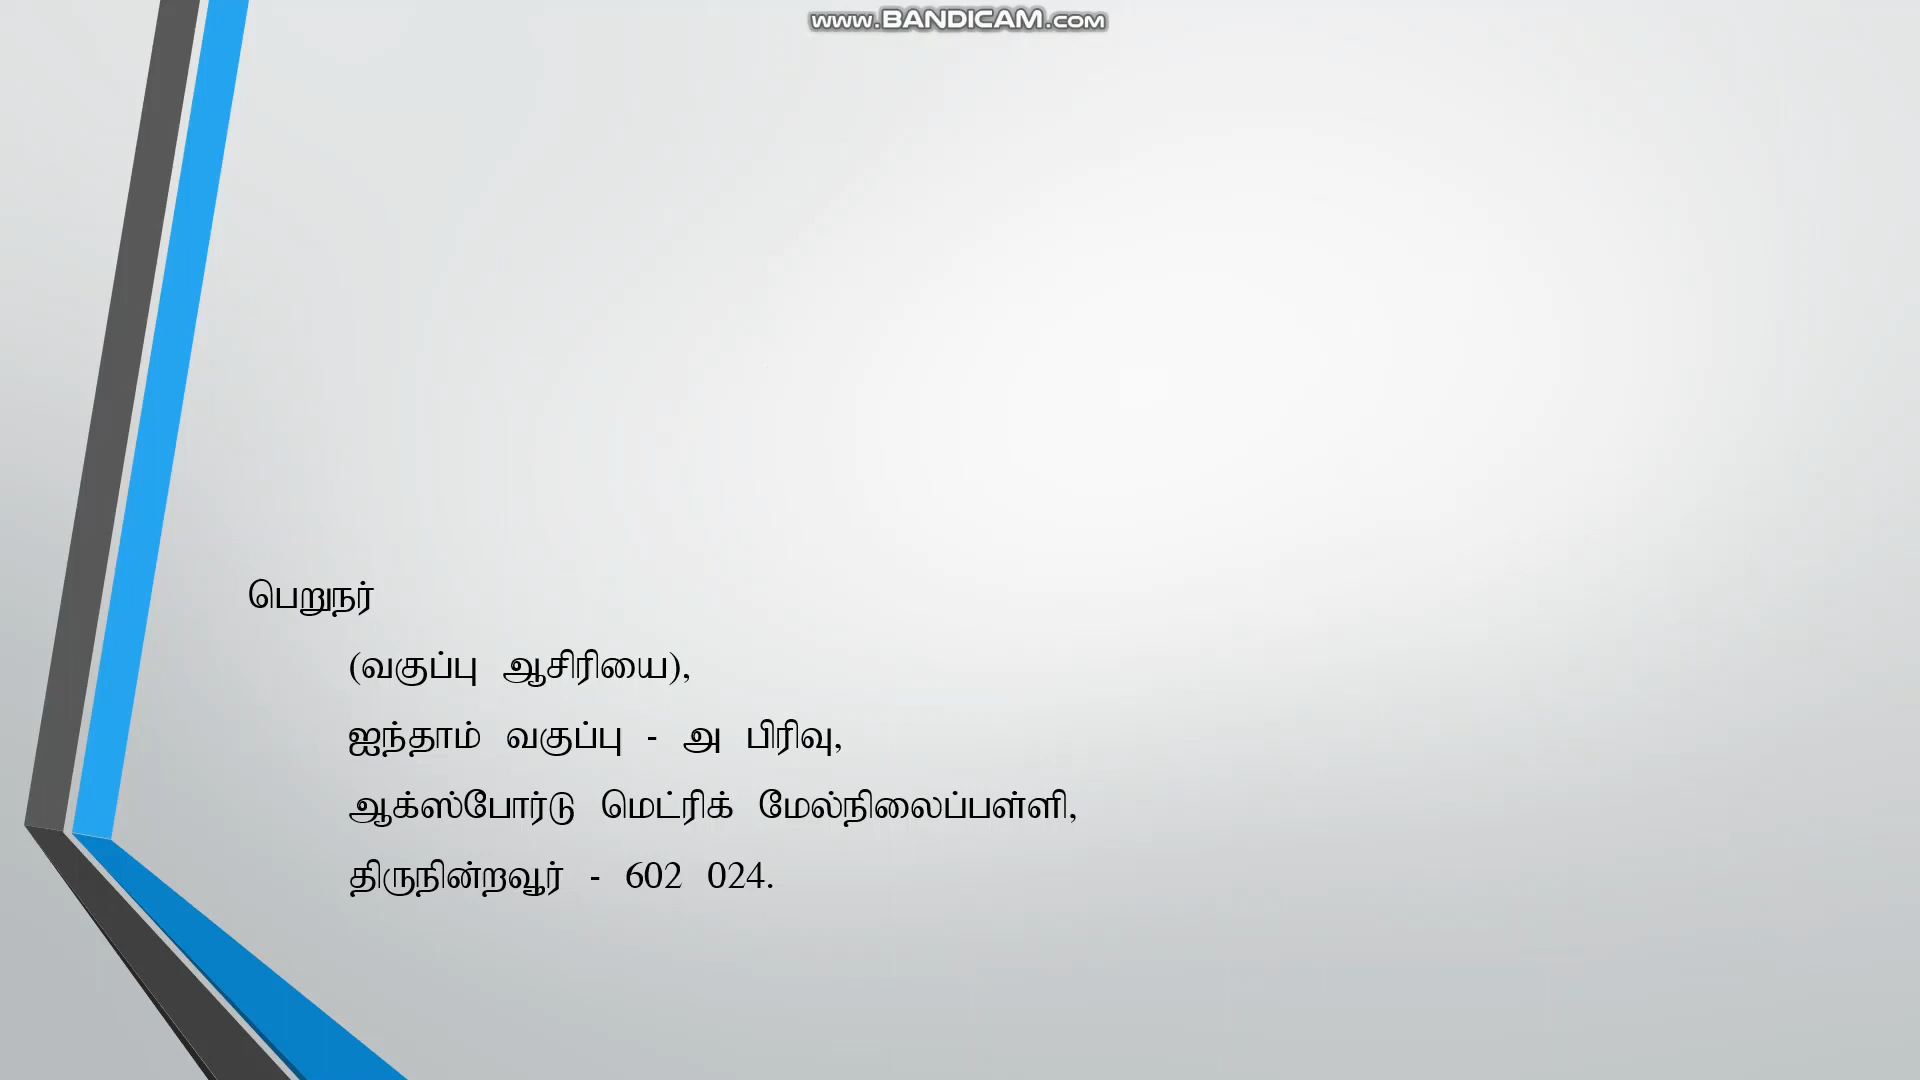 www.BANDICAM.com
பெறுநர்
(வகுப்பு ஆசிரியை),
ஐந்தாம் வகுப்பு - அ பிரிவு,
ஆக்ஸ்போர்டு மெட்ரிக் மேல்நிலைப்பள்ளி,
திருநின்றவூர் - 602 024.